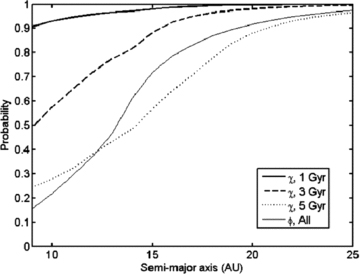 1
0.9
0.8
0.7
0.6
0.5
0.4
0.3
0.2
0.1
0
Probability
10 15 20 25
Semi-major axis (AU)
χ, 1 Gyr
χ, 3 Gyr
χ, 5 Gyr
ϕ, All